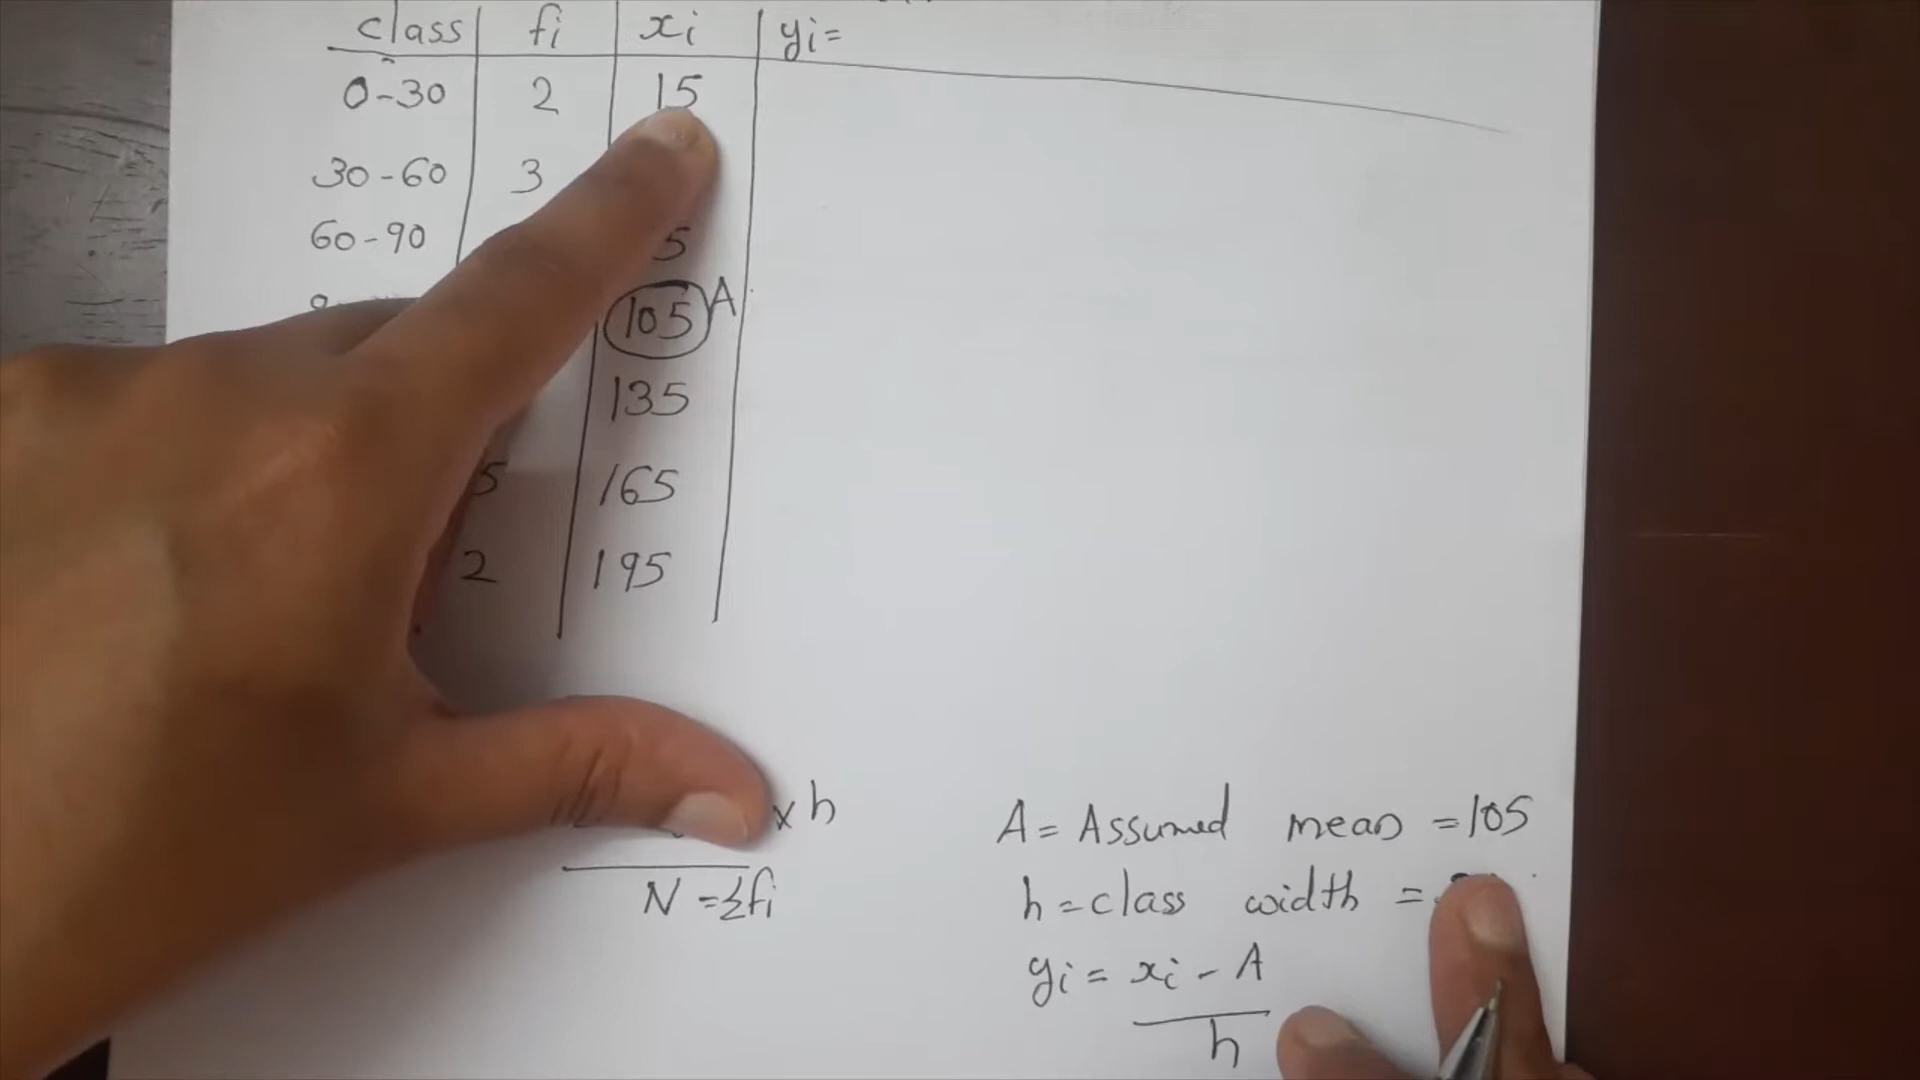 class fi xi yi=
0-30 2 15
30-60 3
60-90 5
105 A
135
5 165
2 195
x h
N = Σfi
A = Assumed mean = 105
h = class width =
yi = xi - A
h